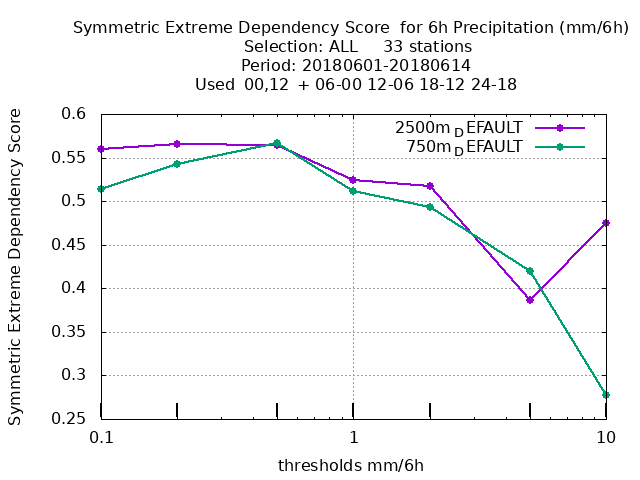 Symmetric Extreme Dependency Score  for 6h Precipitation (mm/6h)
Selection: ALL     33 stations
Period: 20180601-20180614
Used  00,12  + 06-00 12-06 18-12 24-18
2500m_DEFAULT
750m_DEFAULT
Symmetric Extreme Dependency Score
0.6
0.55
0.5
0.45
0.4
0.35
0.3
0.25
0.1
1
10
thresholds mm/6h